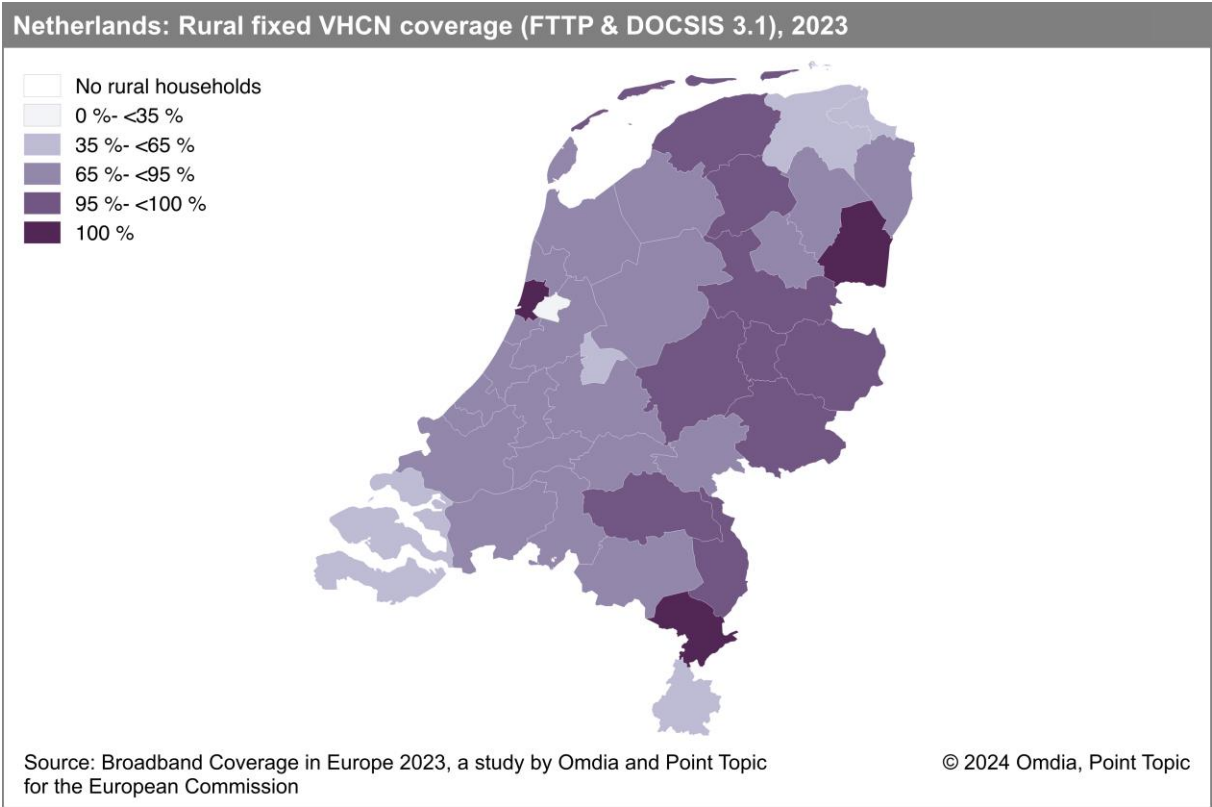 Netherlands: Rural fixed VHCN coverage (FTTP & DOCSIS 3.1), 2023
No rural households
0 %- <35 %
35 %- <65 %
65 %- <95 %
95 %- <100 %
100 %
Source: Broadband Coverage in Europe 2023, a study by Omdia and Point Topic
for the European Commission
© 2024 Omdia, Point Topic